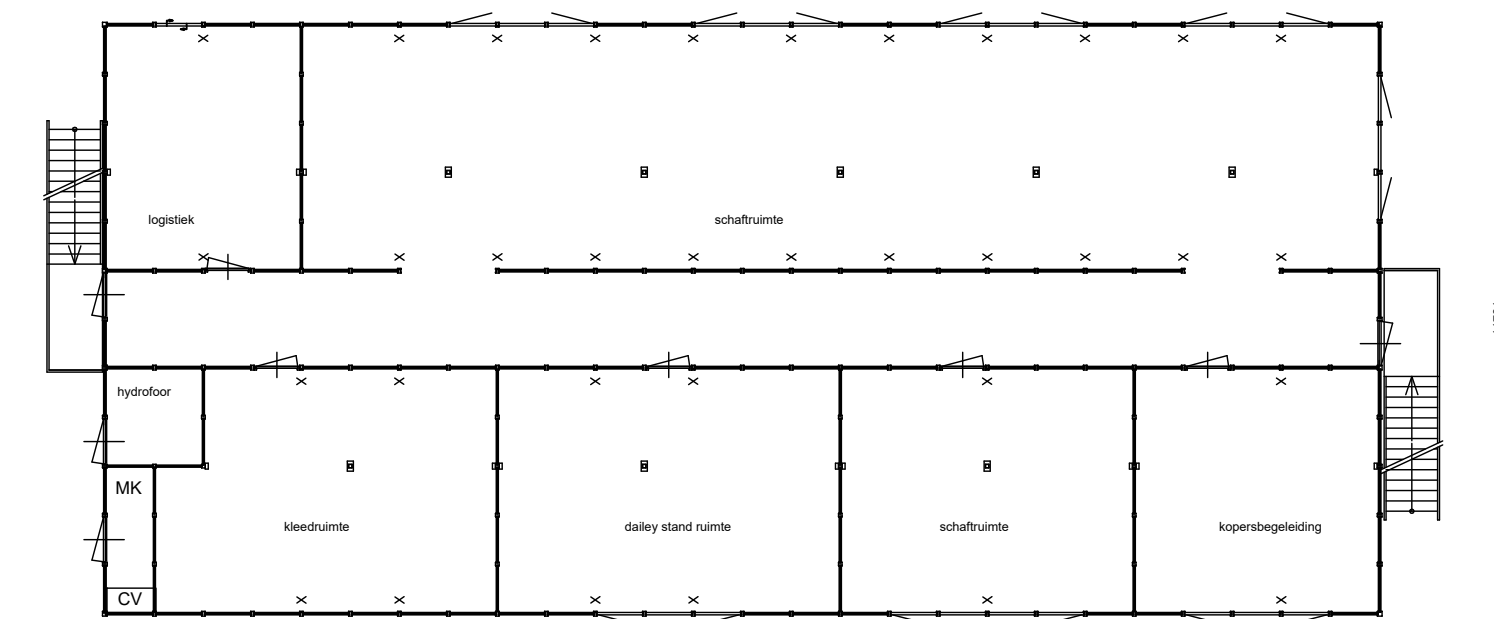 logistiek
schaftruimte
hydrofoor
MK
kleedruimte
dailey stand ruimte
schaftruimte
kopersbegeleiding
CV